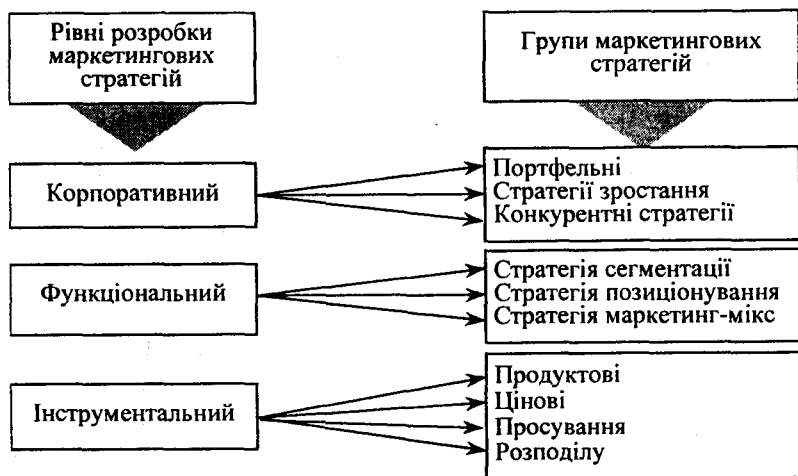 Рівні розробки
маркетингових
стратегій
Групи маркетингових
стратегій
Корпоративний
Портфельні
Стратегії зростання
Конкурентні стратегії
Функціональний
Стратегія сегментації
Стратегія позиціонування
Стратегія маркетинг-мікс
Інструментальний
Продуктові
Цінові
Просування
Розподілу